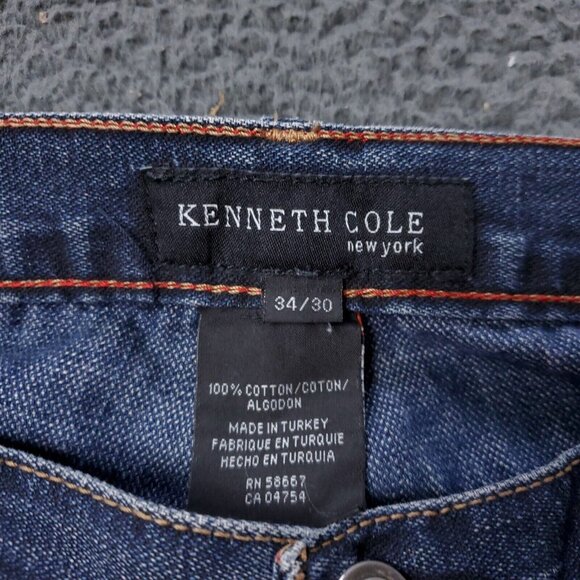 KENNETH COLE
new york
34/30
100% COTTON/COTON/
ALGODON
MADE IN TURKEY
FABRIQUE EN TURQUIE
HECHO EN TURQUIA
RN 58667
CA 04754